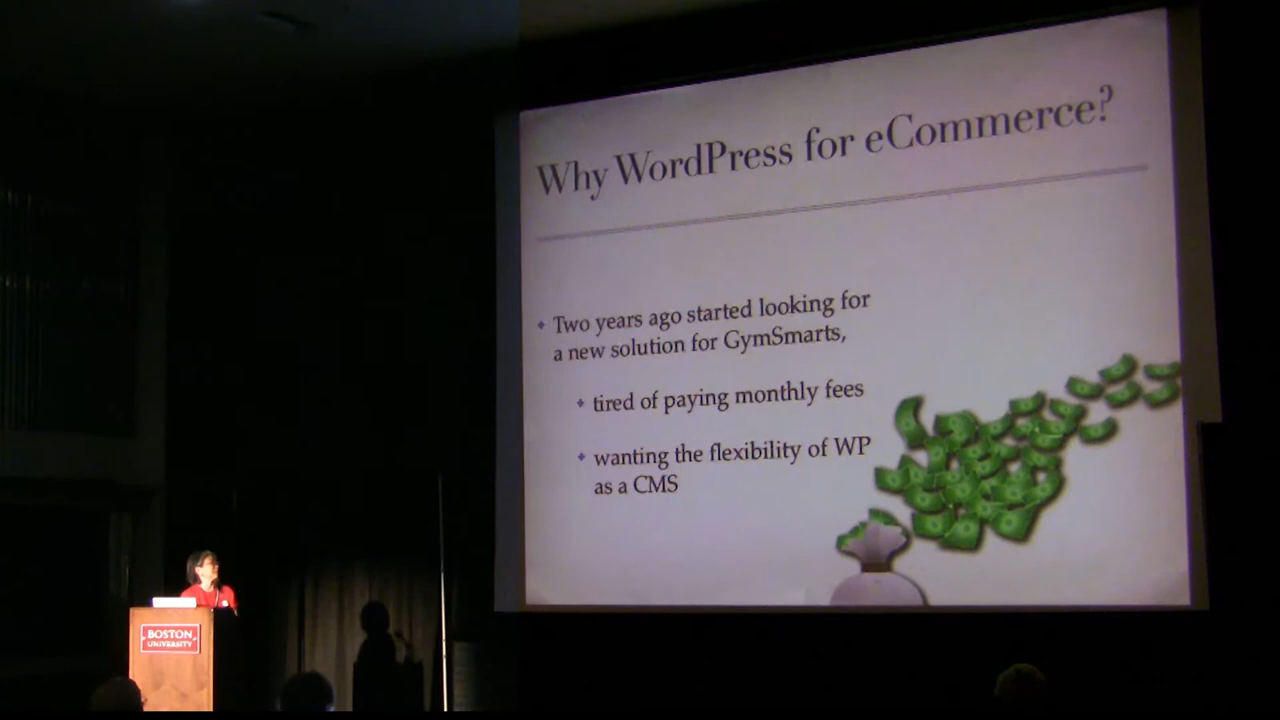 Why WordPress for eCommerce?
Two years ago started looking for
a new solution for GymSmarts,
tired of paying monthly fees
wanting the flexibility of WP
as a CMS
BOSTON
UNIVERSITY